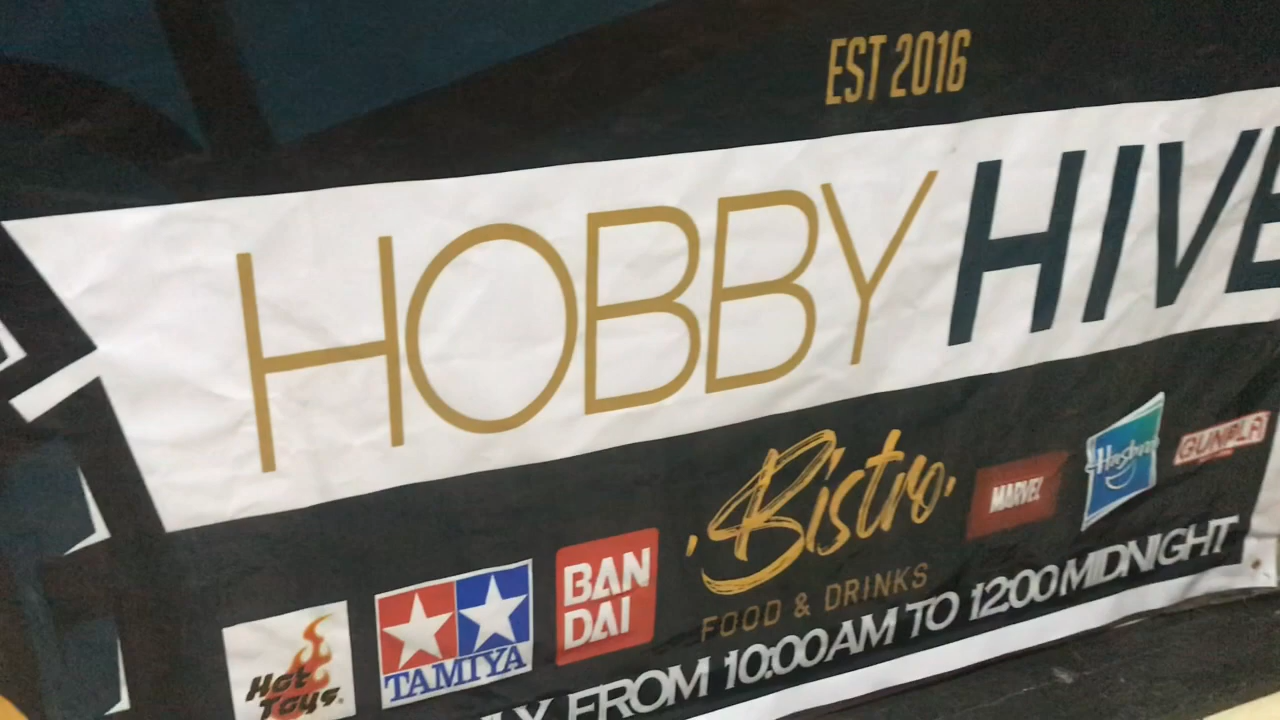 EST 2016
HOBBY HIVE
Bistro
FOOD & DRINKS
Hot Toys
TAMIYA
BAN
DAI
MARVEL
Hasbro
GUNPLA
FROM 10:00AM TO 12:00 MIDNIGHT